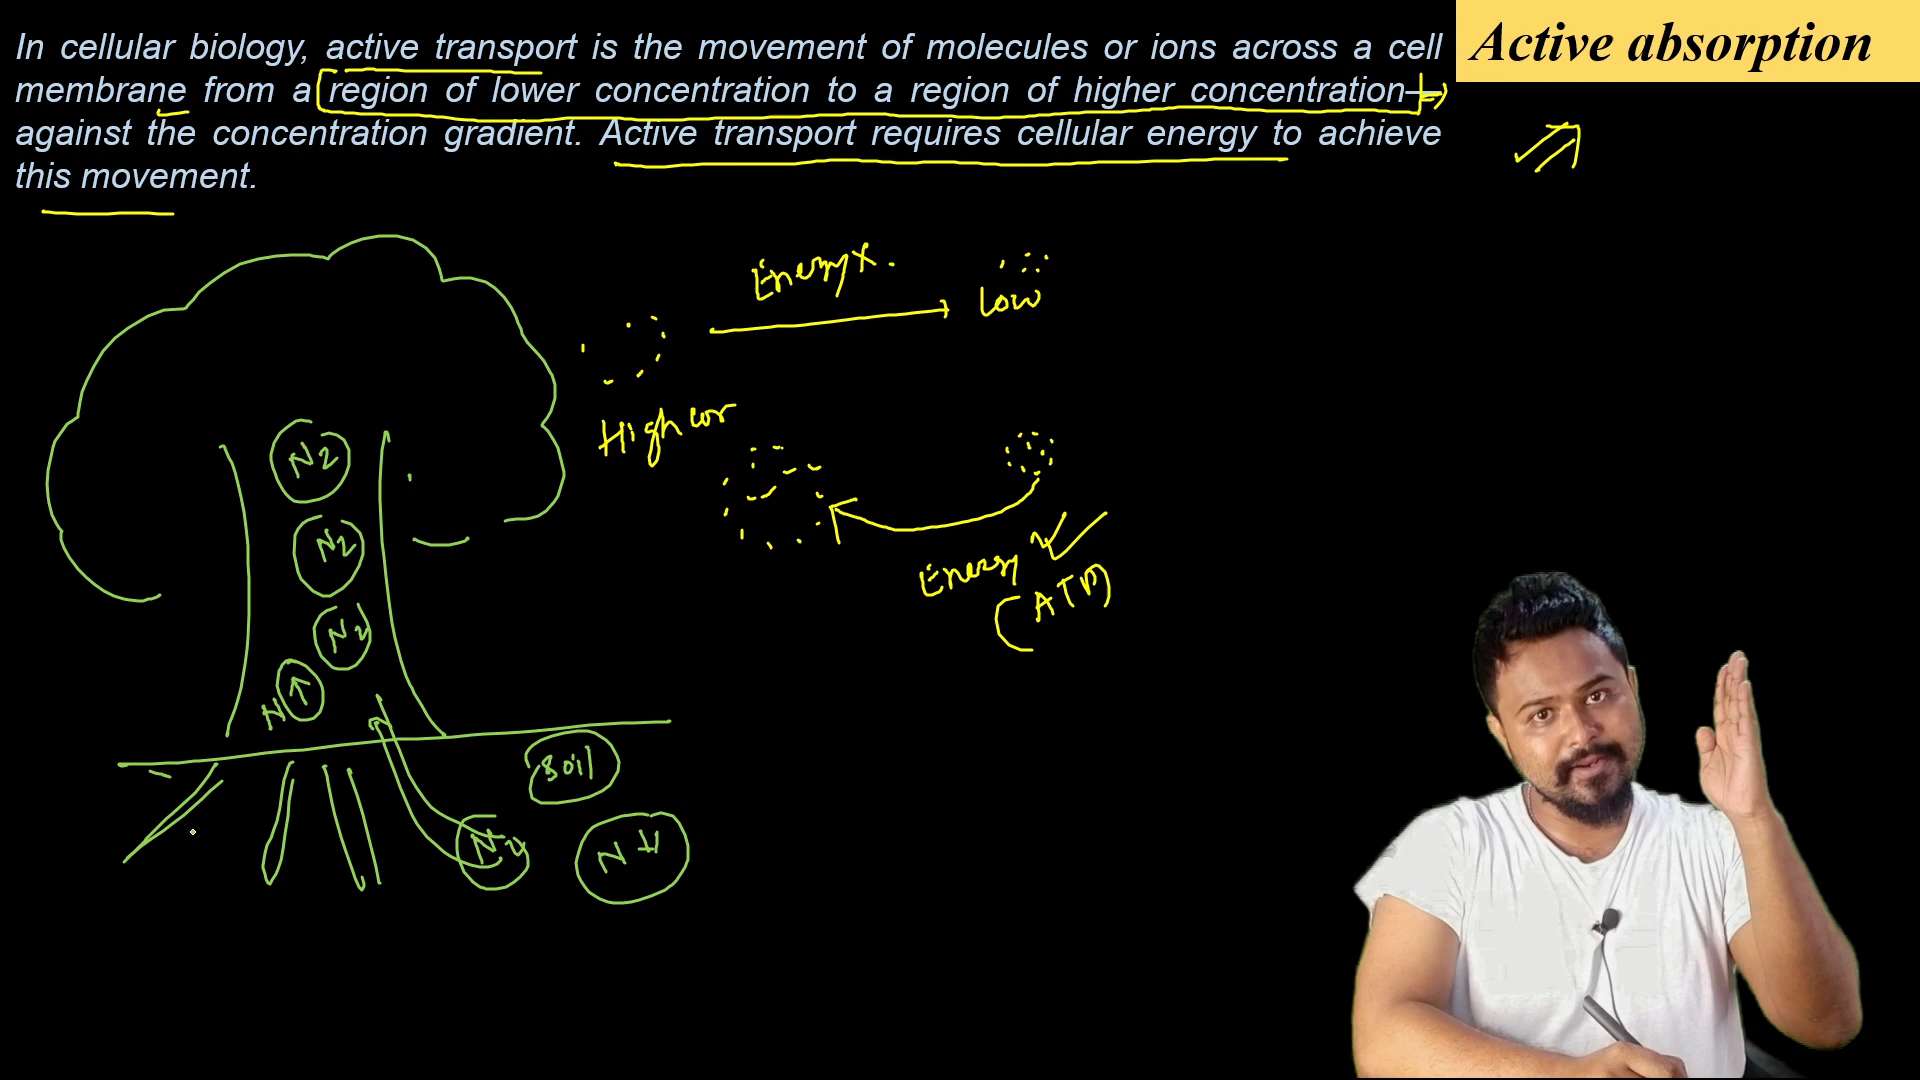 Active absorption
In cellular biology, active transport is the movement of molecules or ions across a cell
membrane from a region of lower concentration to a region of higher concentration—
against the concentration gradient. Active transport requires cellular energy to achieve
this movement.
Energy X.
Low
High
N2
N2
N2
N
Energy
(ATP)
Soil
N